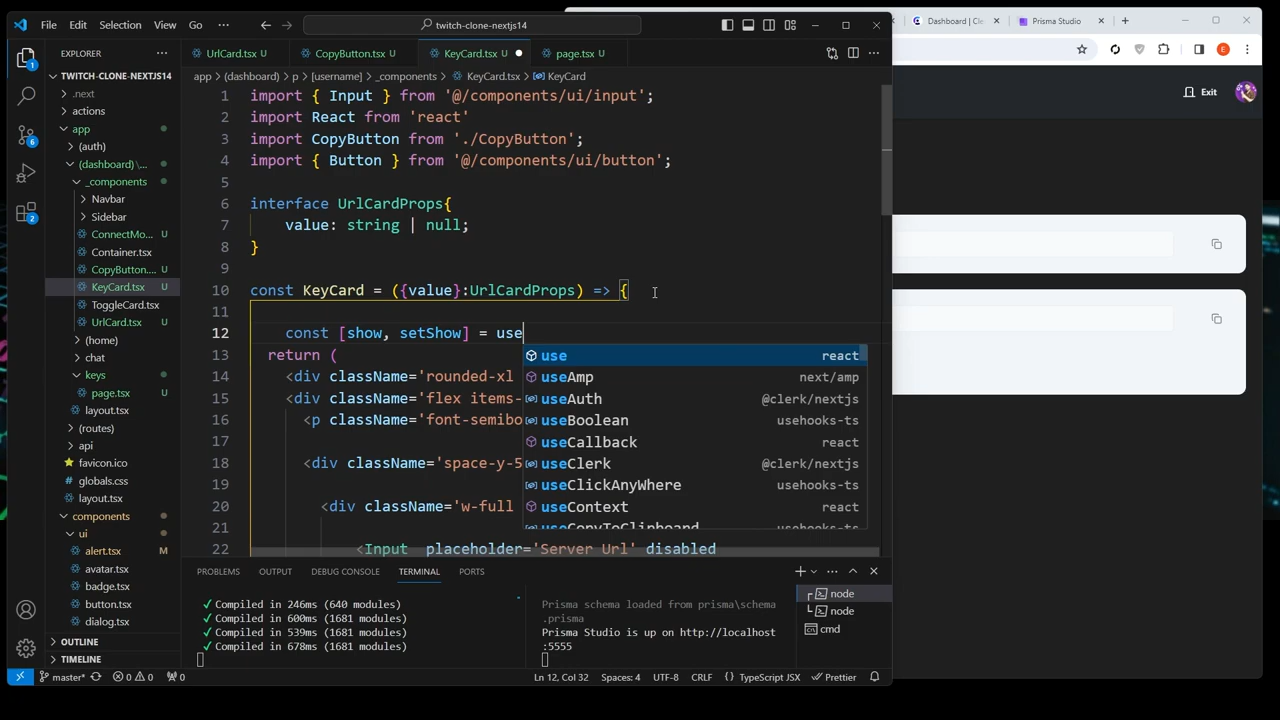 File Edit Selection View Go ··· twitch-clone-nextjs14
Dashboard | Cle
Prisma Studio
EXPLORER
UrlCard.tsx U
CopyButton.tsx U
KeyCard.tsx U
page.tsx U
TWITCH-CLONE-NEXTJS14
.next
actions
app
(auth)
(dashboard) \...
_components
Navbar
Sidebar
ConnectMo... U
Container.tsx
CopyButton.... U
KeyCard.tsx U
ToggleCard.tsx
UrlCard.tsx U
(home)
chat
keys
page.tsx U
layout.tsx
(routes)
api
favicon.ico
globals.css
layout.tsx
components
ui
alert.tsx M
avatar.tsx
badge.tsx
button.tsx
dialog.tsx
OUTLINE
TIMELINE
app > (dashboard) > p > [username] > _components > KeyCard.tsx > KeyCard
1 import { Input } from '@/components/ui/input';
2 import React from 'react'
3 import CopyButton from './CopyButton';
4 import { Button } from '@/components/ui/button';
5
6 interface UrlCardProps{
7 value: string | null;
8 }
9
10 const KeyCard = ({value}:UrlCardProps) => {
11
12 const [show, setShow] = use
13 return (
14 <div className='rounded-xl
15 <div className='flex items-
16 <p className='font-semibo
17
18 <div className='space-y-5
19
20 <div className='w-full
21
22 <Input placeholder='Server Url' disabled
use react
useAmp next/amp
useAuth @clerk/nextjs
useBoolean usehooks-ts
useCallback react
useClerk @clerk/nextjs
useClickAnyWhere usehooks-ts
useContext react
useCopyToClipboard usehooks-ts
PROBLEMS OUTPUT DEBUG CONSOLE TERMINAL PORTS
✓ Compiled in 246ms (640 modules)
✓ Compiled in 600ms (1681 modules)
✓ Compiled in 539ms (1681 modules)
✓ Compiled in 678ms (1681 modules)
Prisma schema loaded from prisma\schema
.prisma
Prisma Studio is up on http://localhost
:5555
node
node
cmd
master* 0 0 0 Ln 12, Col 32 Spaces: 4 UTF-8 CRLF {} TypeScript JSX Prettier
Exit
E
1
6
2